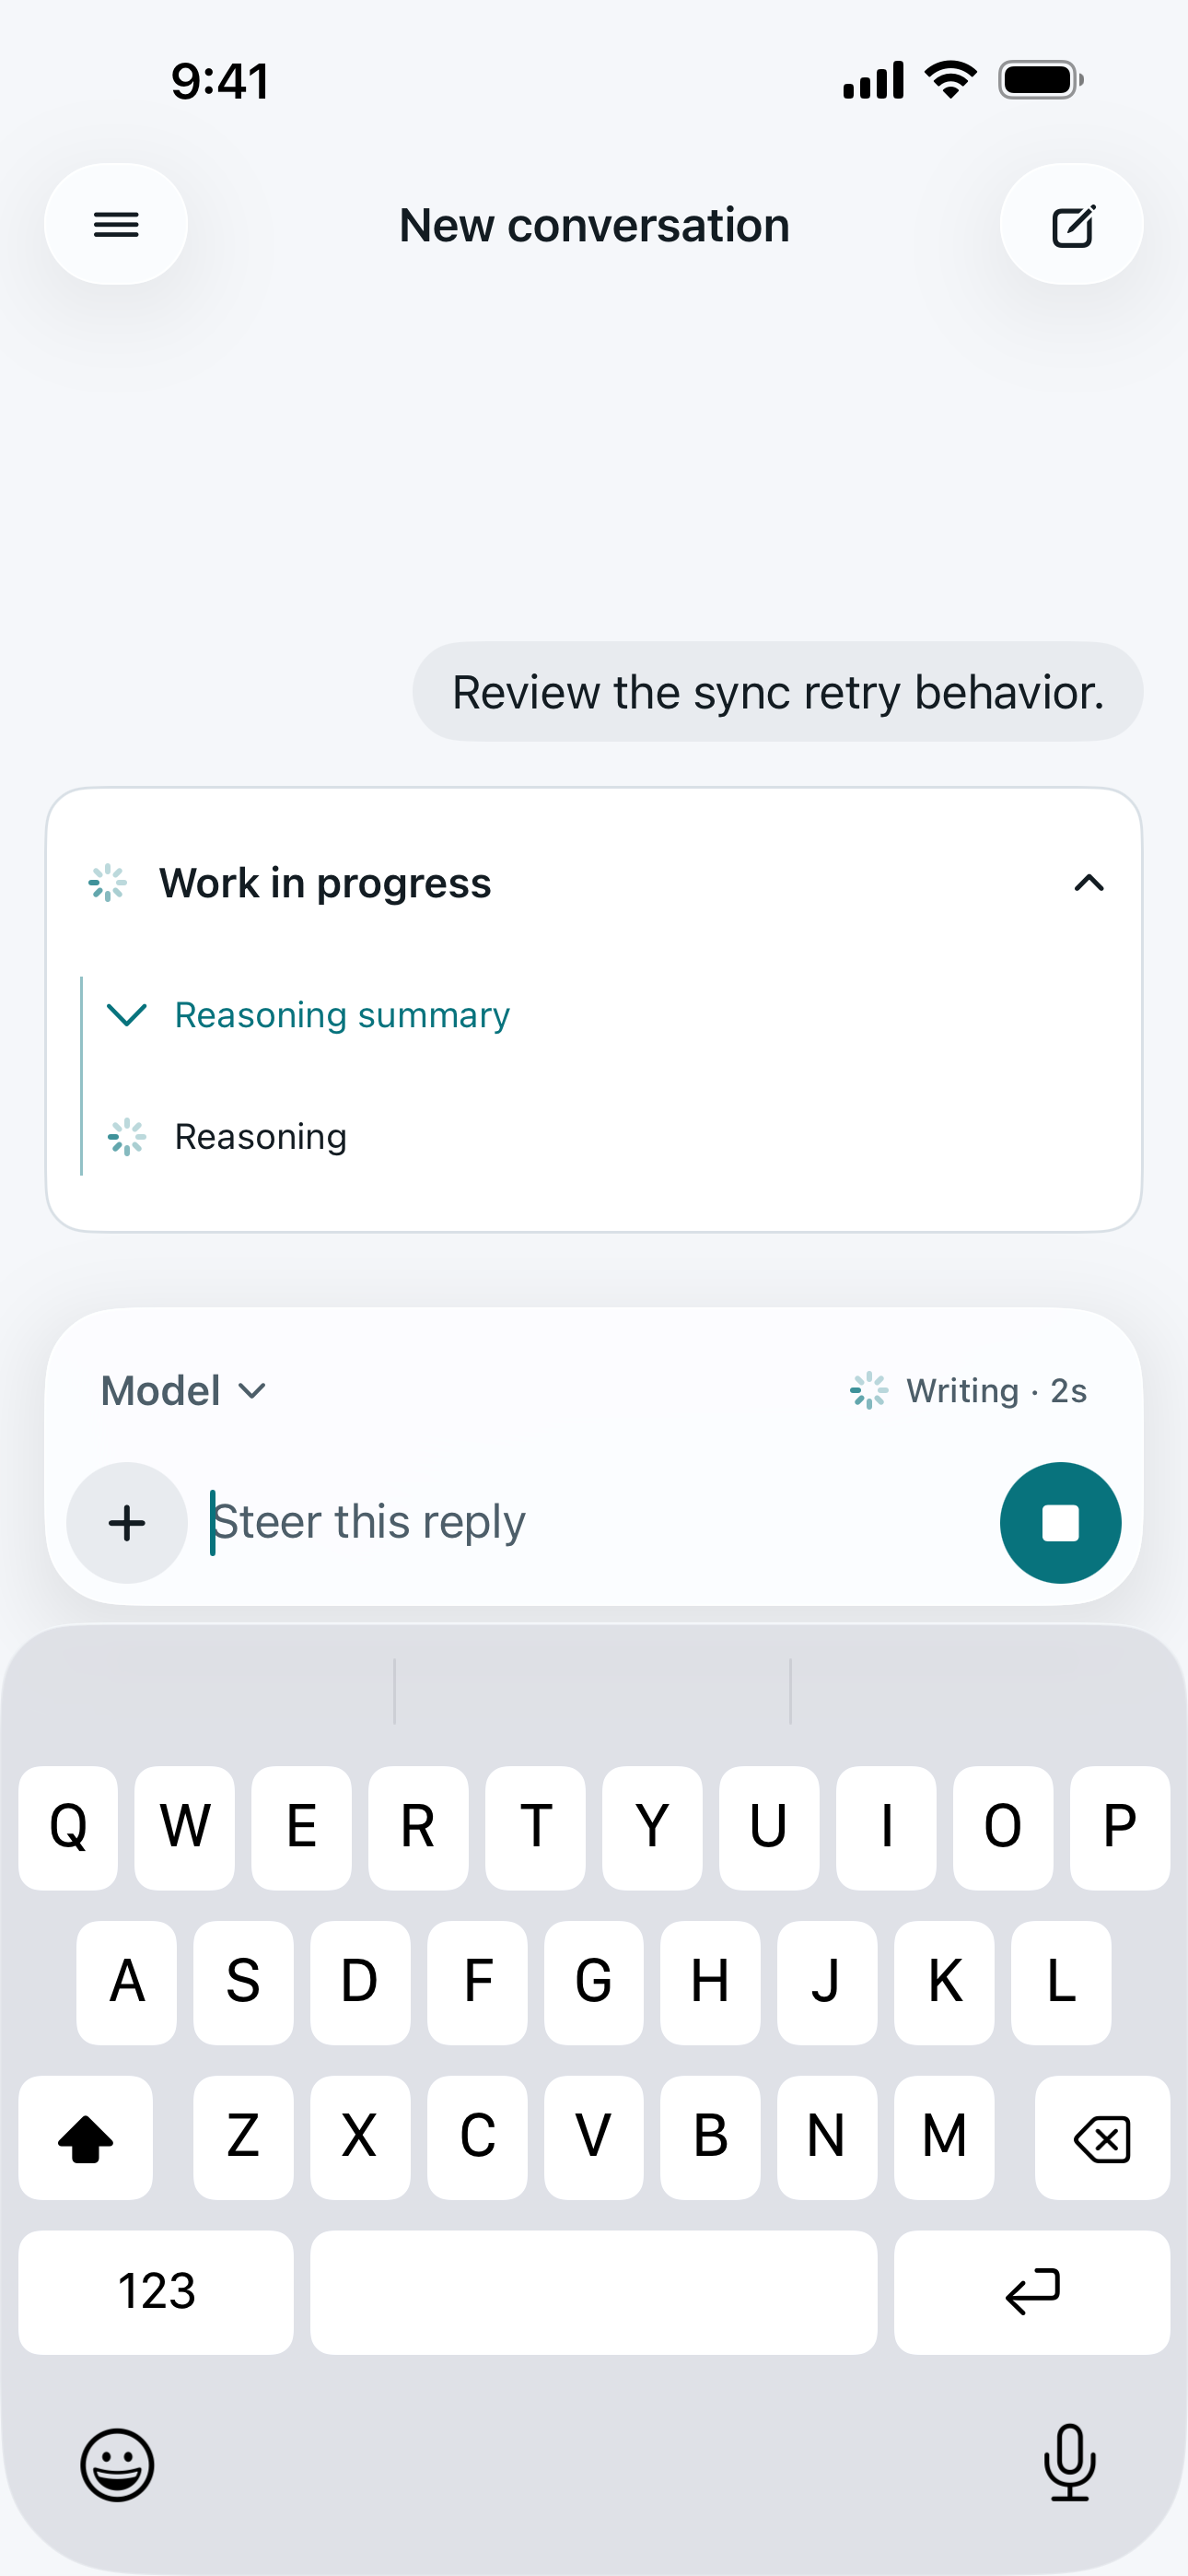 9:41
New conversation
Review the sync retry behavior.
Work in progress
Reasoning summary
Reasoning
Model
Writing · 2s
Steer this reply
Q W E R T Y U I O P
A S D F G H J K L
Z X C V B N M
123